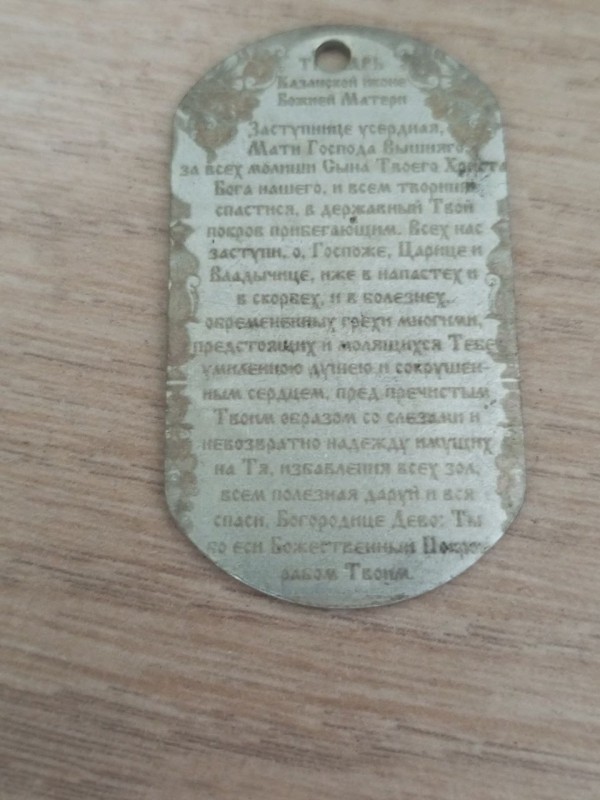 ТРОПАРЬ
Казанской иконе
Божией Матери
Заступнице усердная,
Мати Господа Вышняго,
за всех молиши Сына Твоего Христа
Бога нашего, и всем твориши
спастися, в державный Твой
покров прибегающим. Всех нас
заступи, о, Госпоже, Царице и
Владычице, иже в напастех и
в скорбех, и в болезнех,
обремененных грехи многими,
предстоящих и молящихся Тебе
умиленною душею и сокрушен-
ным сердцем, пред пречистым
Твоим образом со слезами и
невозвратно надежду имущих
на Тя, избавления всех зол,
всем полезная даруй и вся
спаси, Богородице Дево: Ты
бо еси Божественный Покров
рабом Твоим.